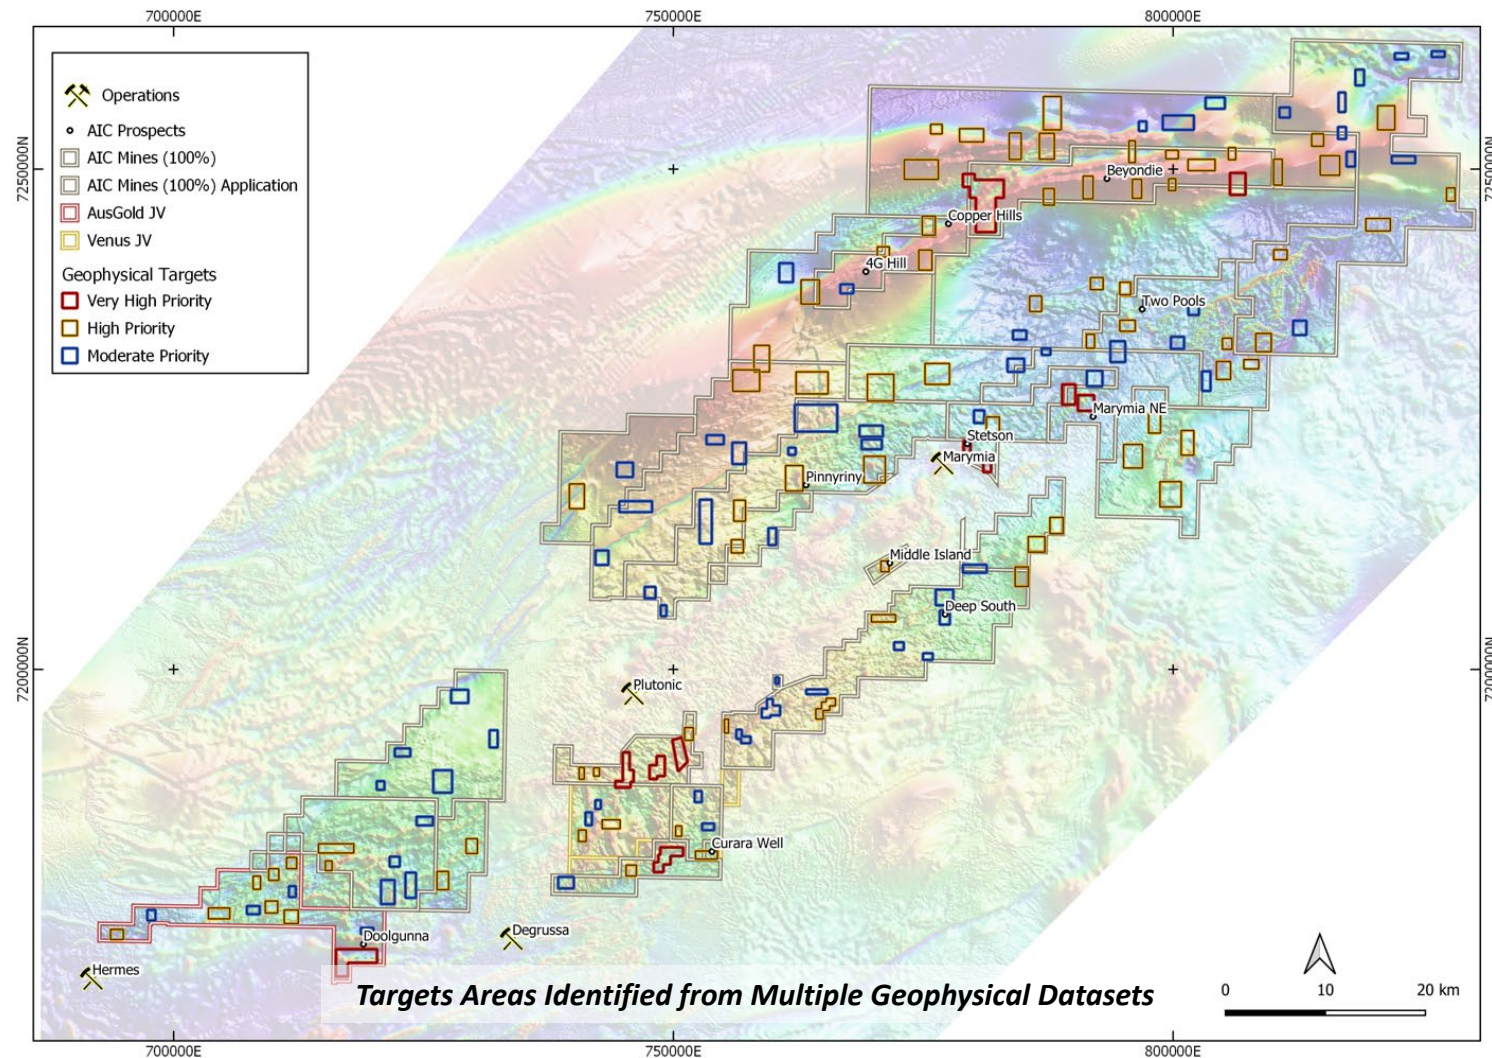 700000E
750000E
800000E
Operations
AIC Prospects
AIC Mines (100%)
AIC Mines (100%) Application
AusGold JV
Venus JV
Geophysical Targets
Very High Priority
High Priority
Moderate Priority
7250000N
7250000N
Beyondie
Copper Hills
4G Hill
Two Pools
Marymia NE
Stetson
Marymia
Pinnyriny
Middle Island
Deep South
7200000N
7200000N
Plutonic
Curara Well
Doolgunna
Degrussa
Hermes
Targets Areas Identified from Multiple Geophysical Datasets
0
10
20 km
700000E
750000E
800000E